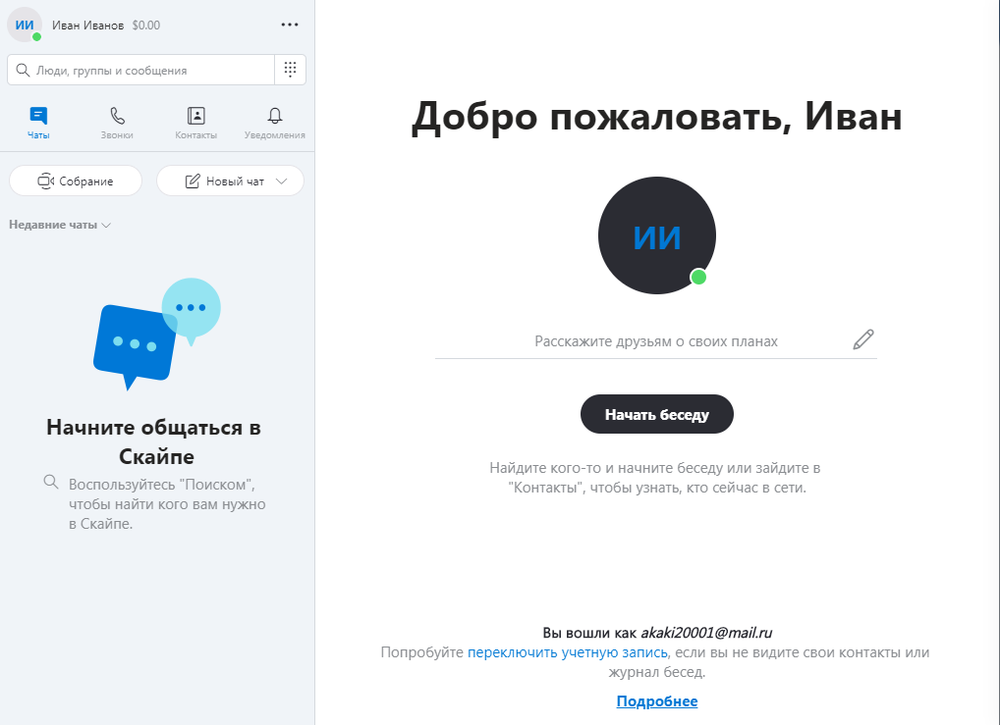 ИИ
Иван Иванов $0.00
Люди, группы и сообщения
Чаты
Звонки
Контакты
Уведомления
Собрание
Новый чат
Недавние чаты
Начните общаться в
Скайпе
Воспользуйтесь "Поиском",
чтобы найти кого вам нужно
в Скайпе.
Добро пожаловать, Иван
ИИ
Расскажите друзьям о своих планах
Начать беседу
Найдите кого-то и начните беседу или зайдите в
"Контакты", чтобы узнать, кто сейчас в сети.
Вы вошли как akaki20001@mail.ru
Попробуйте переключить учетную запись, если вы не видите свои контакты или
журнал бесед.
Подробнее